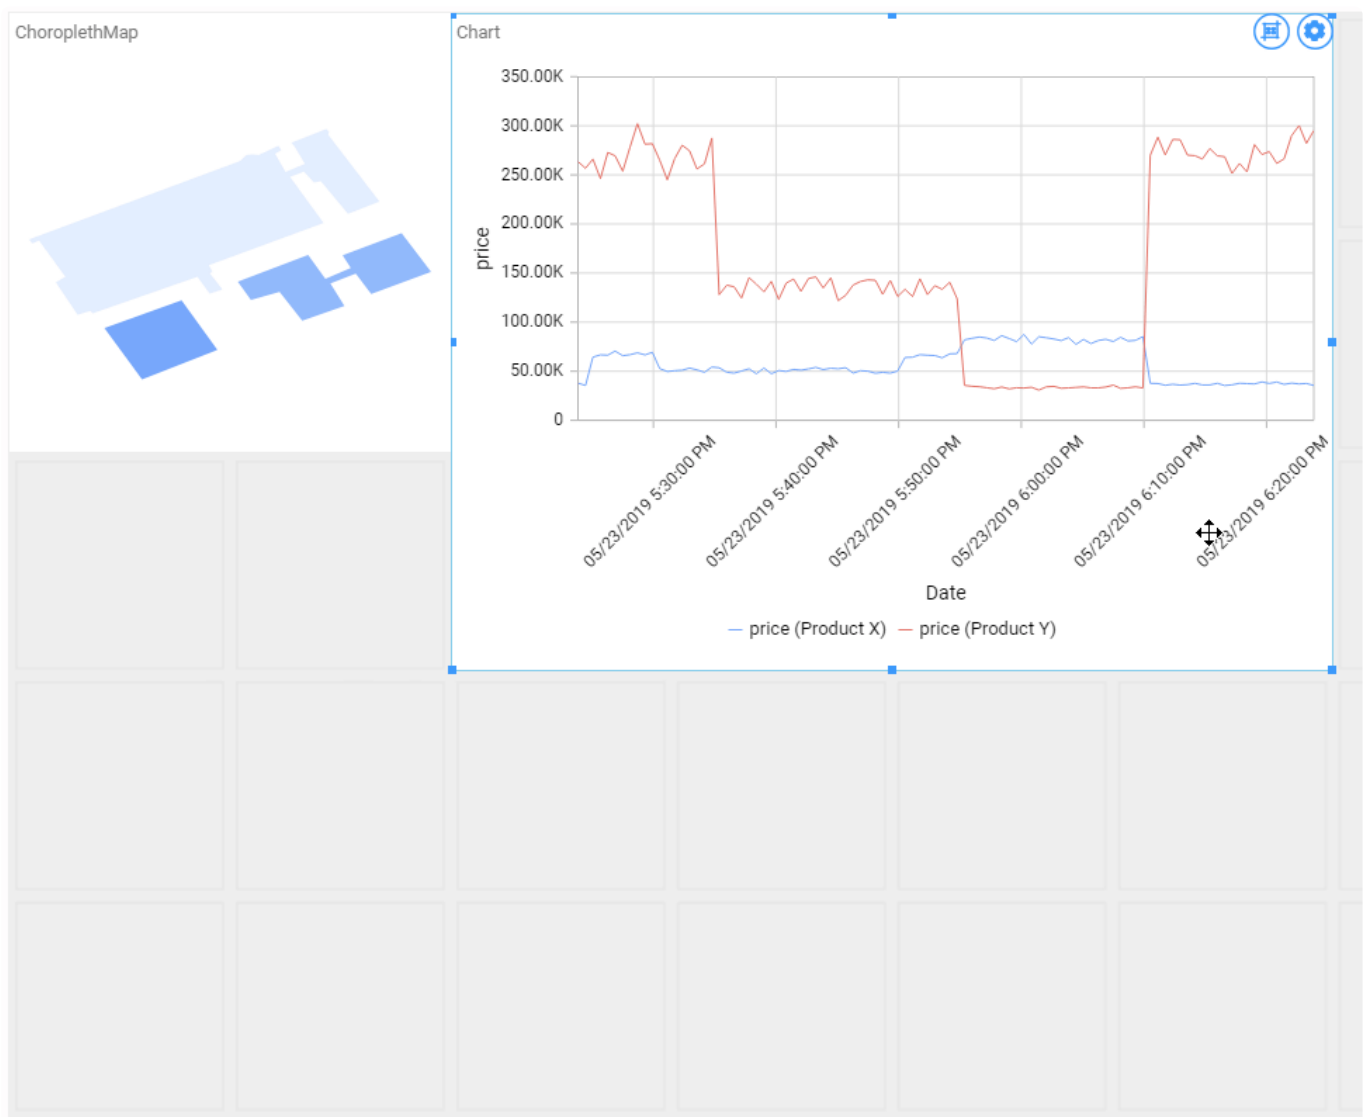 ChoroplethMap
Chart
350.00K
300.00K
250.00K
200.00K
150.00K
100.00K
50.00K
0
price
05/23/2019 5:30:00 PM
05/23/2019 5:40:00 PM
05/23/2019 5:50:00 PM
05/23/2019 6:00:00 PM
05/23/2019 6:10:00 PM
05/23/2019 6:20:00 PM
Date
price (Product X) price (Product Y)